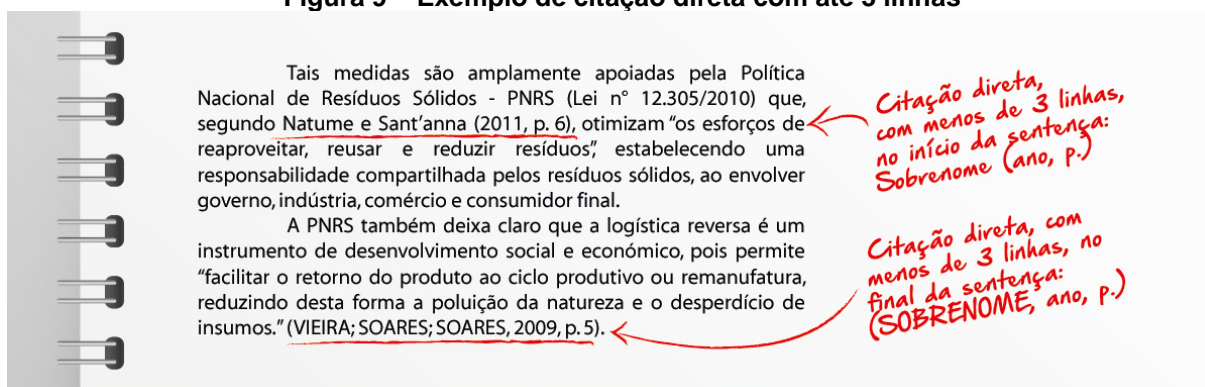 Figura 9 – Exemplo de citação direta com até 3 linhas
Tais medidas são amplamente apoiadas pela Política
Nacional de Resíduos Sólidos - PNRS (Lei n° 12.305/2010) que,
segundo Natume e Sant’anna (2011, p. 6), otimizam “os esforços de
reaproveitar, reusar e reduzir resíduos”, estabelecendo uma
responsabilidade compartilhada pelos resíduos sólidos, ao envolver
governo, indústria, comércio e consumidor final.
A PNRS também deixa claro que a logística reversa é um
instrumento de desenvolvimento social e económico, pois permite
“facilitar o retorno do produto ao ciclo produtivo ou remanufatura,
reduzindo desta forma a poluição da natureza e o desperdício de
insumos.” (VIEIRA; SOARES; SOARES, 2009, p. 5).
Citação direta,
com menos de 3 linhas,
no início da sentença:
Sobrenome (ano, p.)
Citação direta, com
menos de 3 linhas, no
final da sentença:
(SOBRENOME, ano, p.)